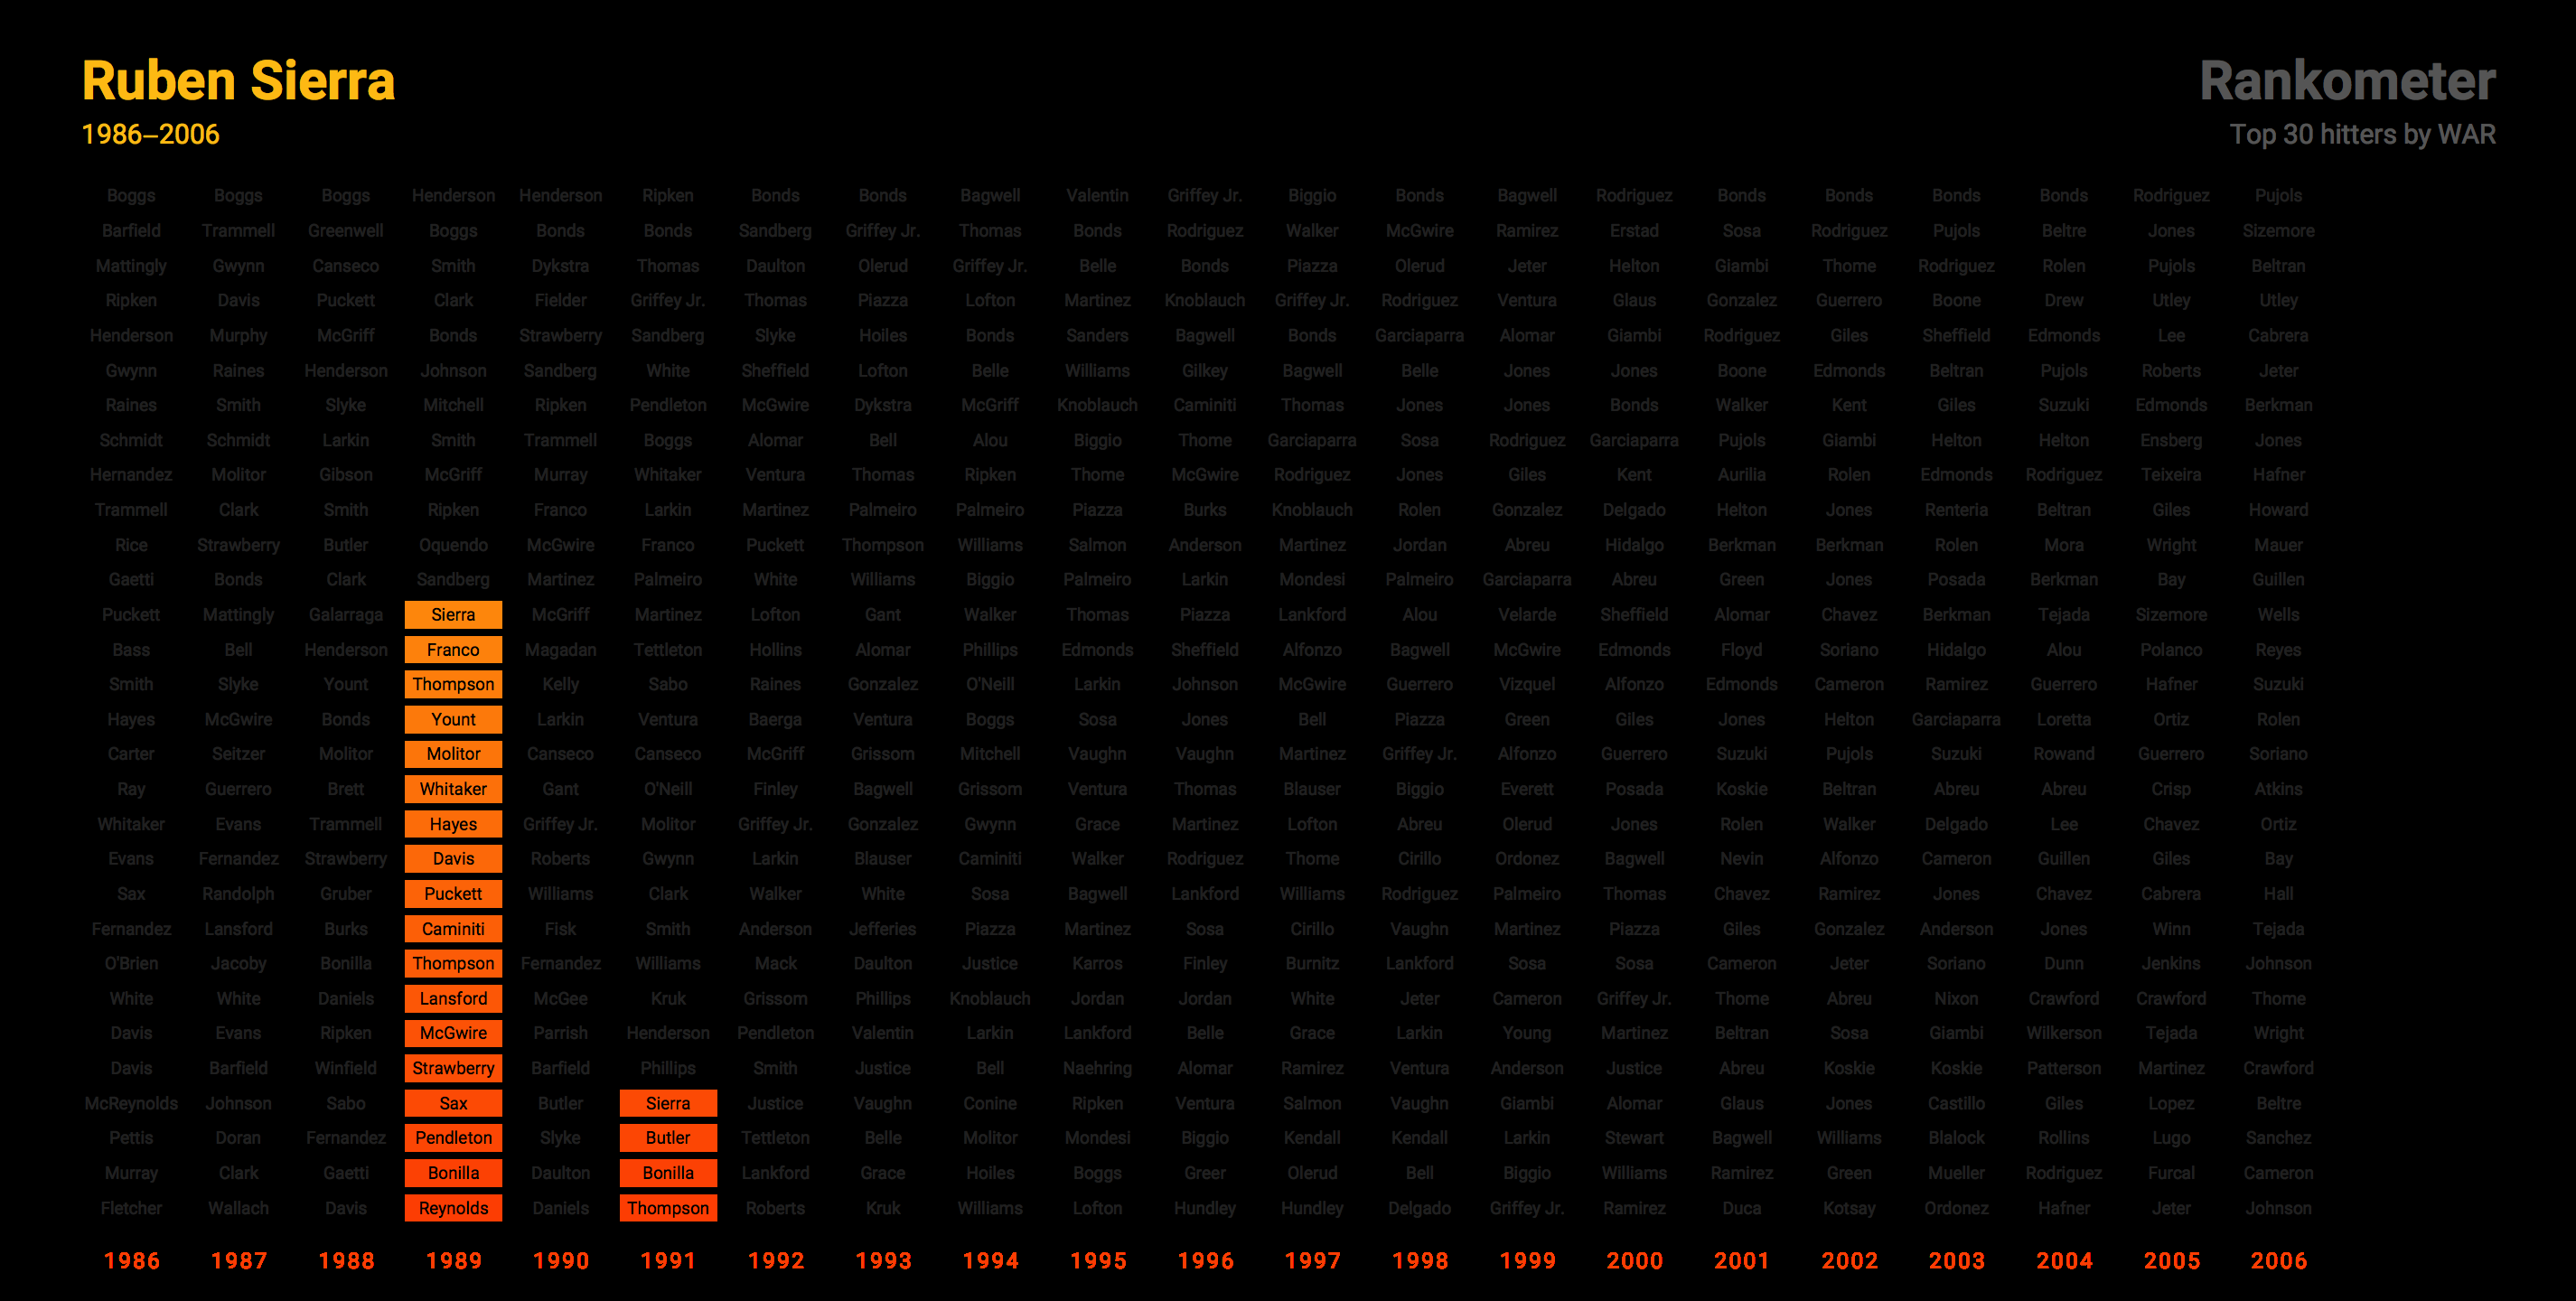 Ruben Sierra Rankometer
1986–2006 Top 30 hitters by WAR
Boggs Boggs Boggs Henderson Henderson Ripken Bonds Bonds Bagwell Valentin Griffey Jr. Biggio Bonds Bagwell Rodriguez Bonds Bonds Bonds Bonds Rodriguez Pujols
Barfield Trammell Greenwell Boggs Bonds Bonds Sandberg Griffey Jr. Thomas Bonds Rodriguez Walker McGwire Ramirez Erstad Sosa Rodriguez Pujols Beltre Jones Sizemore
Mattingly Gwynn Canseco Smith Dykstra Thomas Daulton Olerud Griffey Jr. Belle Bonds Piazza Olerud Jeter Helton Giambi Thome Rodriguez Rolen Pujols Beltran
Ripken Davis Puckett Clark Fielder Griffey Jr. Thomas Piazza Lofton Martinez Knoblauch Griffey Jr. Rodriguez Ventura Glaus Gonzalez Guerrero Boone Drew Utley Utley
Henderson Murphy McGriff Bonds Strawberry Sandberg Slyke Hoiles Bonds Sanders Bagwell Bonds Garciaparra Alomar Giambi Rodriguez Giles Sheffield Edmonds Lee Cabrera
Gwynn Raines Henderson Johnson Sandberg White Sheffield Lofton Belle Williams Gilkey Bagwell Belle Jones Jones Boone Edmonds Beltran Pujols Roberts Jeter
Raines Smith Slyke Mitchell Ripken Pendleton McGwire Dykstra McGriff Knoblauch Caminiti Thomas Jones Jones Bonds Walker Kent Giles Suzuki Edmonds Berkman
Schmidt Schmidt Larkin Smith Trammell Boggs Alomar Bell Alou Biggio Thome Garciaparra Sosa Rodriguez Garciaparra Pujols Giambi Helton Helton Ensberg Jones
Hernandez Molitor Gibson McGriff Murray Whitaker Ventura Thomas Ripken Thome McGwire Rodriguez Jones Giles Kent Aurilia Rolen Edmonds Rodriguez Teixeira Hafner
Trammell Clark Smith Ripken Franco Larkin Martinez Palmeiro Palmeiro Piazza Burks Knoblauch Rolen Gonzalez Delgado Helton Jones Renteria Beltran Giles Howard
Rice Strawberry Butler Oquendo McGwire Franco Puckett Thompson Williams Salmon Anderson Martinez Jordan Abreu Hidalgo Berkman Berkman Rolen Mora Wright Mauer
Gaetti Bonds Clark Sandberg Martinez Palmeiro White Williams Biggio Palmeiro Larkin Mondesi Palmeiro Garciaparra Abreu Green Jones Posada Berkman Bay Guillen
Puckett Mattingly Galarraga Sierra McGriff Martinez Lofton Gant Walker Thomas Piazza Lankford Alou Velarde Sheffield Alomar Chavez Berkman Tejada Sizemore Wells
Bass Bell Henderson Franco Magadan Tettleton Hollins Alomar Phillips Edmonds Sheffield Alfonzo Bagwell McGwire Edmonds Floyd Soriano Hidalgo Alou Polanco Reyes
Smith Slyke Yount Thompson Kelly Sabo Raines Gonzalez O'Neill Larkin Johnson McGwire Guerrero Vizquel Alfonzo Edmonds Cameron Ramirez Guerrero Hafner Suzuki
Hayes McGwire Bonds Yount Larkin Ventura Baerga Ventura Boggs Sosa Jones Bell Piazza Green Giles Jones Helton Garciaparra Loretta Ortiz Rolen
Carter Seitzer Molitor Molitor Canseco Canseco McGriff Grissom Mitchell Vaughn Vaughn Martinez Griffey Jr. Alfonzo Guerrero Suzuki Pujols Suzuki Rowand Guerrero Soriano
Ray Guerrero Brett Whitaker Gant O'Neill Finley Bagwell Grissom Ventura Thomas Blauser Biggio Everett Posada Koskie Beltran Abreu Abreu Crisp Atkins
Whitaker Evans Trammell Hayes Griffey Jr. Molitor Griffey Jr. Gonzalez Gwynn Grace Martinez Lofton Abreu Olerud Jones Rolen Walker Delgado Lee Chavez Ortiz
Evans Fernandez Strawberry Davis Roberts Gwynn Larkin Blauser Caminiti Walker Rodriguez Thome Cirillo Ordonez Bagwell Nevin Alfonzo Cameron Guillen Giles Bay
Sax Randolph Gruber Puckett Williams Clark Walker White Sosa Bagwell Lankford Williams Rodriguez Palmeiro Thomas Chavez Ramirez Jones Chavez Cabrera Hall
Fernandez Lansford Burks Caminiti Fisk Smith Anderson Jefferies Piazza Martinez Sosa Cirillo Vaughn Martinez Piazza Giles Gonzalez Anderson Jones Winn Tejada
O'Brien Jacoby Bonilla Thompson Fernandez Williams Mack Daulton Justice Karros Finley Burnitz Lankford Sosa Sosa Cameron Jeter Soriano Dunn Jenkins Johnson
White White Daniels Lansford McGee Kruk Grissom Phillips Knoblauch Jordan Jordan White Jeter Cameron Griffey Jr. Thome Abreu Nixon Crawford Crawford Thome
Davis Evans Ripken McGwire Parrish Henderson Pendleton Valentin Larkin Lankford Belle Grace Larkin Young Martinez Beltran Sosa Giambi Wilkerson Tejada Wright
Davis Barfield Winfield Strawberry Barfield Phillips Smith Justice Bell Naehring Alomar Ramirez Ventura Anderson Justice Abreu Koskie Koskie Patterson Martinez Crawford
McReynolds Johnson Sabo Sax Butler Sierra Justice Vaughn Conine Ripken Ventura Salmon Vaughn Giambi Alomar Glaus Jones Castillo Giles Lopez Beltre
Pettis Doran Fernandez Pendleton Slyke Butler Tettleton Belle Molitor Mondesi Biggio Kendall Kendall Larkin Stewart Bagwell Williams Blalock Rollins Lugo Sanchez
Murray Clark Gaetti Bonilla Daulton Bonilla Lankford Grace Hoiles Boggs Greer Olerud Bell Biggio Williams Ramirez Green Mueller Rodriguez Furcal Cameron
Fletcher Wallach Davis Reynolds Daniels Thompson Roberts Kruk Williams Lofton Hundley Hundley Delgado Griffey Jr. Ramirez Duca Kotsay Ordonez Hafner Jeter Johnson
1986 1987 1988 1989 1990 1991 1992 1993 1994 1995 1996 1997 1998 1999 2000 2001 2002 2003 2004 2005 2006